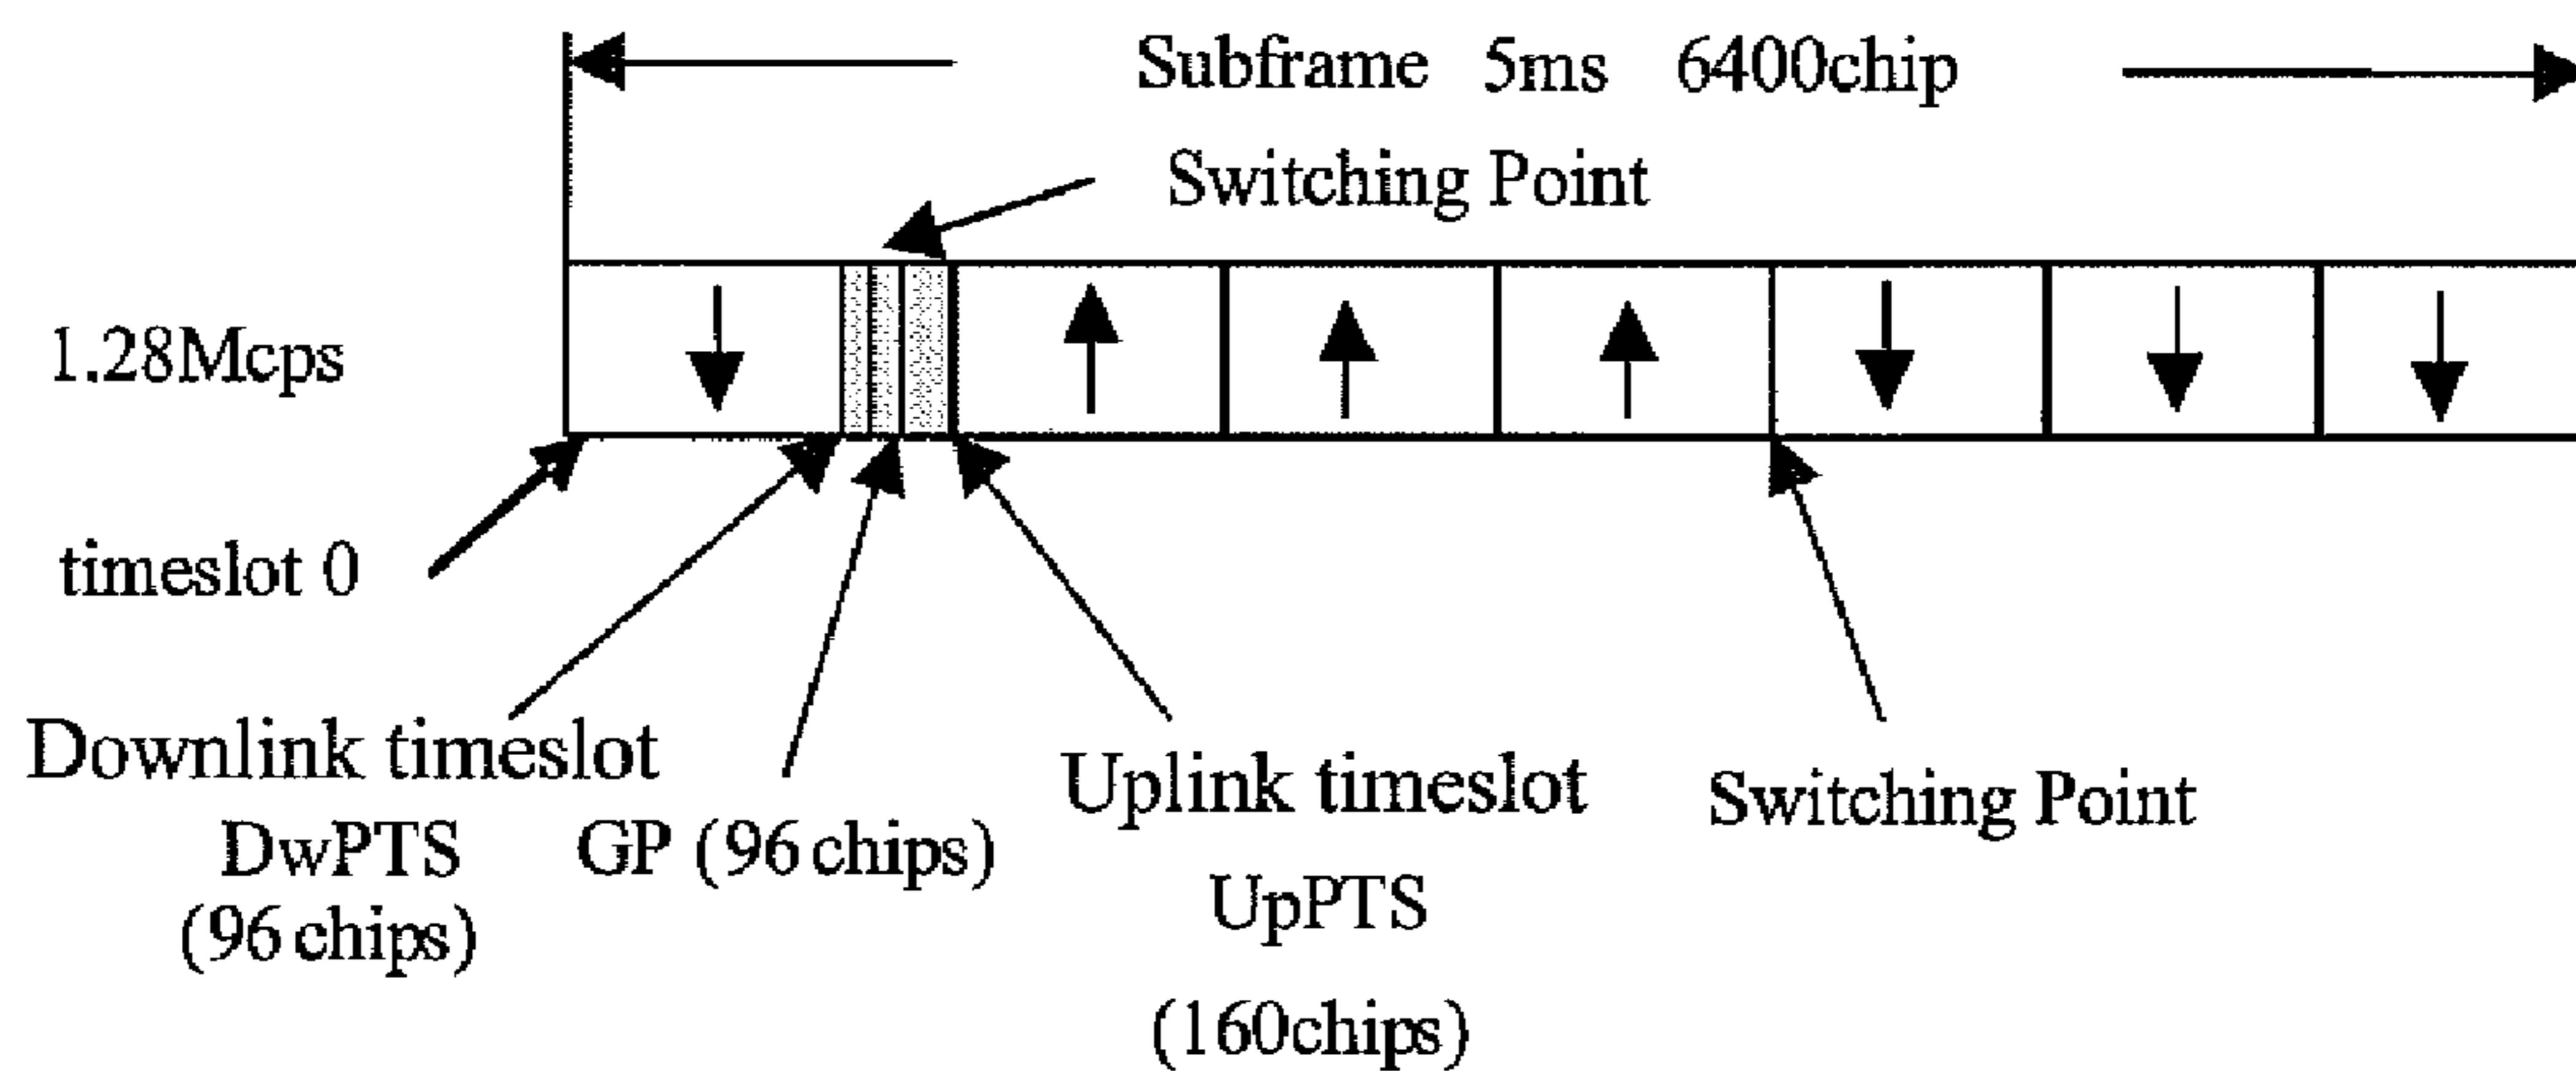 Subframe 5ms 6400chip
Switching Point
1.28Mcps
timeslot 0
Downlink timeslot
DwPTS
(96 chips)
GP (96 chips)
Uplink timeslot
UpPTS
(160chips)
Switching Point